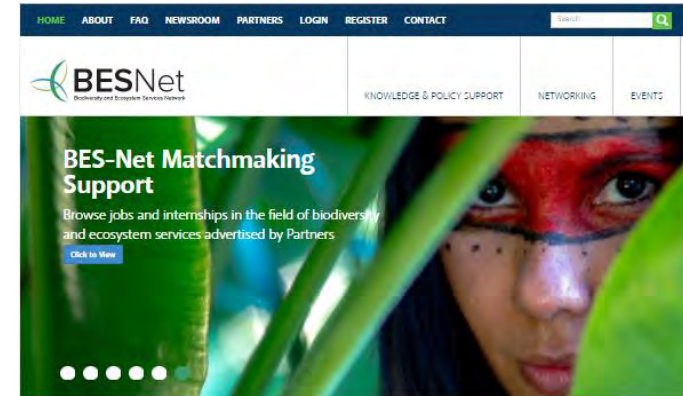 HOME ABOUT FAQ NEWSROOM PARTNERS LOGIN REGISTER CONTACT Search
BESNet
Biodiversity and Ecosystem Services Network
KNOWLEDGE & POLICY SUPPORT NETWORKING EVENTS
BES-Net Matchmaking
Support
Browse jobs and internships in the field of biodiversity
and ecosystem services advertised by Partners
Click to View